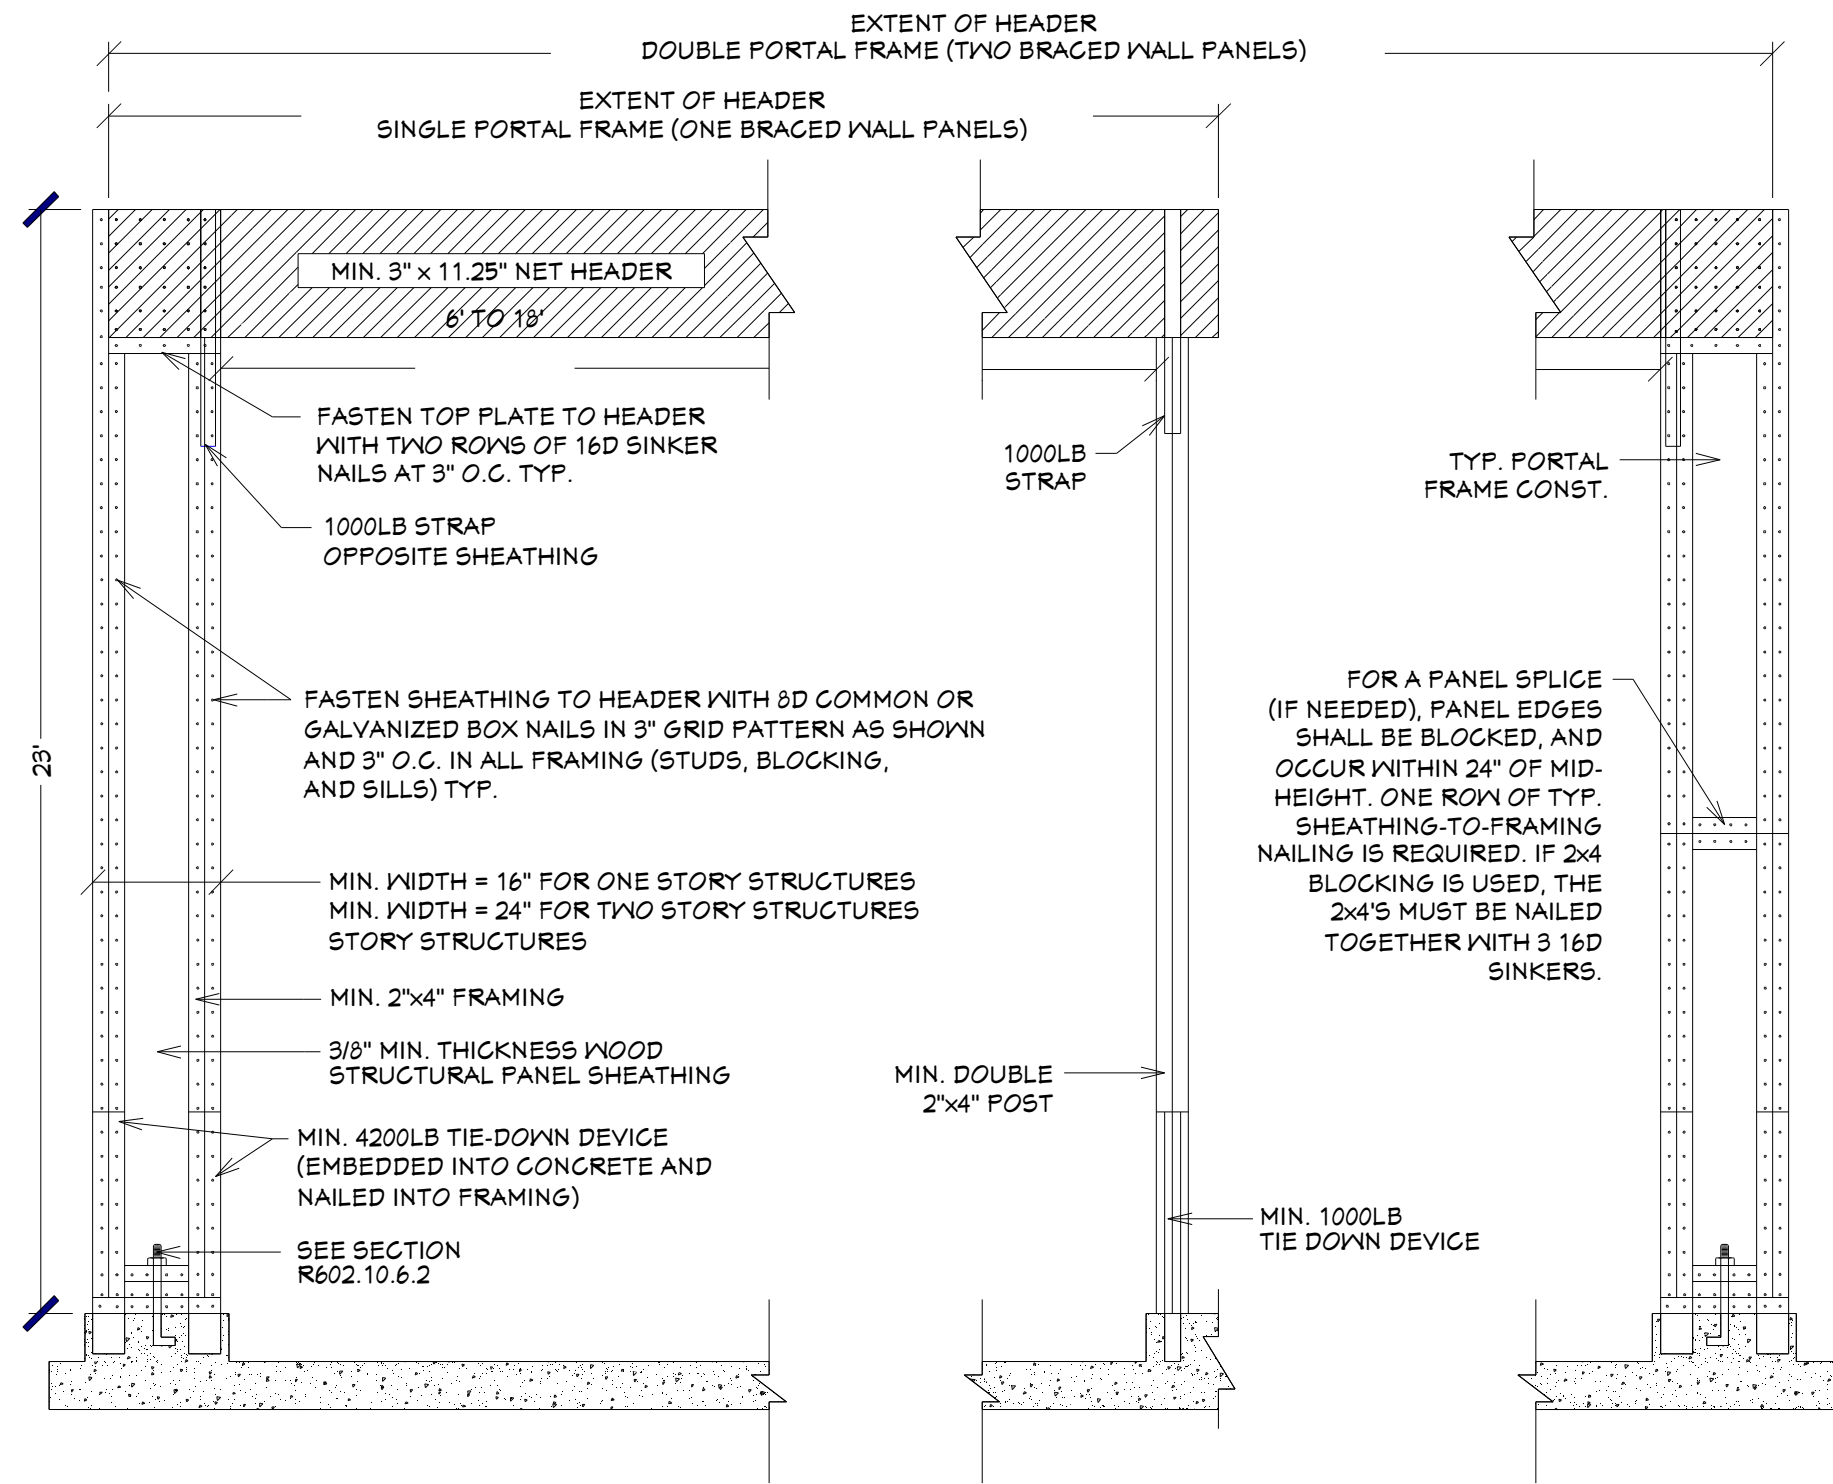 EXTENT OF HEADER
DOUBLE PORTAL FRAME (TWO BRACED WALL PANELS)
EXTENT OF HEADER
SINGLE PORTAL FRAME (ONE BRACED WALL PANELS)
MIN. 3" x 11.25" NET HEADER
6' TO 18'
FASTEN TOP PLATE TO HEADER
WITH TWO ROWS OF 16D SINKER
NAILS AT 3" O.C. TYP.
1000LB STRAP
OPPOSITE SHEATHING
1000LB
STRAP
TYP. PORTAL
FRAME CONST.
23'
FASTEN SHEATHING TO HEADER WITH 8D COMMON OR
GALVANIZED BOX NAILS IN 3" GRID PATTERN AS SHOWN
AND 3" O.C. IN ALL FRAMING (STUDS, BLOCKING,
AND SILLS) TYP.
FOR A PANEL SPLICE
(IF NEEDED), PANEL EDGES
SHALL BE BLOCKED, AND
OCCUR WITHIN 24" OF MID-
HEIGHT. ONE ROW OF TYP.
SHEATHING-TO-FRAMING
NAILING IS REQUIRED. IF 2x4
BLOCKING IS USED, THE
2x4'S MUST BE NAILED
TOGETHER WITH 3 16D
SINKERS.
MIN. WIDTH = 16" FOR ONE STORY STRUCTURES
MIN. WIDTH = 24" FOR TWO STORY STRUCTURES
STORY STRUCTURES
MIN. 2"x4" FRAMING
3/8" MIN. THICKNESS WOOD
STRUCTURAL PANEL SHEATHING
MIN. DOUBLE
2"x4" POST
MIN. 4200LB TIE-DOWN DEVICE
(EMBEDDED INTO CONCRETE AND
NAILED INTO FRAMING)
MIN. 1000LB
TIE DOWN DEVICE
SEE SECTION
R602.10.6.2